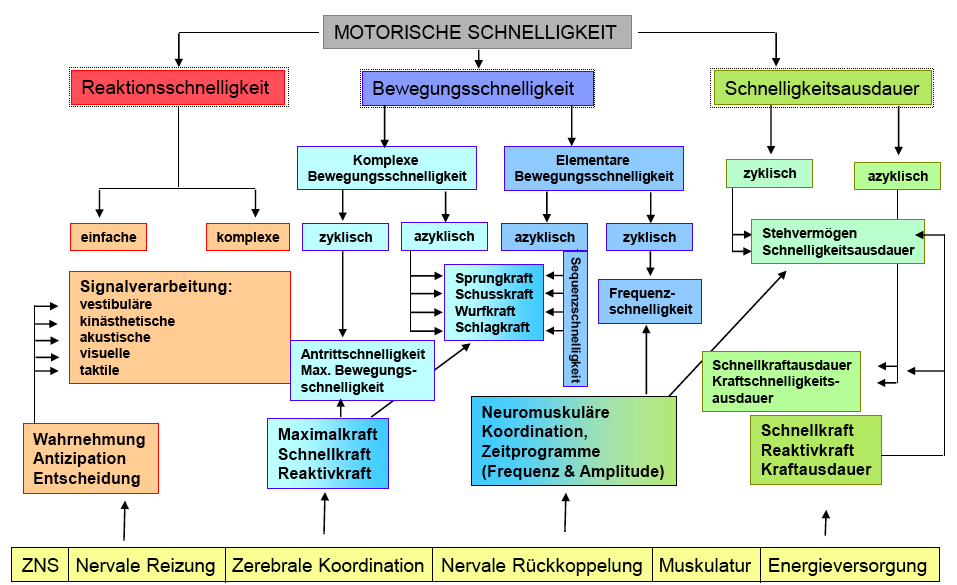 MOTORISCHE SCHNELLIGKEIT
Reaktionsschnelligkeit
Bewegungsschnelligkeit
Schnelligkeitsausdauer
Komplexe
Bewegungsschnelligkeit
Elementare
Bewegungsschnelligkeit
zyklisch
azyklisch
einfache
komplexe
zyklisch
azyklisch
azyklisch
zyklisch
Stehvermögen
Schnelligkeitsausdauer
Signalverarbeitung:
vestibuläre
kinästhetische
akustische
visuelle
taktile
Sprungkraft
Schusskraft
Wurfkraft
Schlagkraft
Sequenzschnelligkeit
Frequenz-
schnelligkeit
Antrittschnelligkeit
Max. Bewegungs-
schnelligkeit
Schnellkraftausdauer
Kraftschnelligkeits-
ausdauer
Wahrnehmung
Antizipation
Entscheidung
Maximalkraft
Schnellkraft
Reaktivkraft
Neuromuskuläre
Koordination,
Zeitprogramme
(Frequenz & Amplitude)
Schnellkraft
Reaktivkraft
Kraftausdauer
ZNS
Nervale Reizung
Zerebrale Koordination
Nervale Rückkoppelung
Muskulatur
Energieversorgung